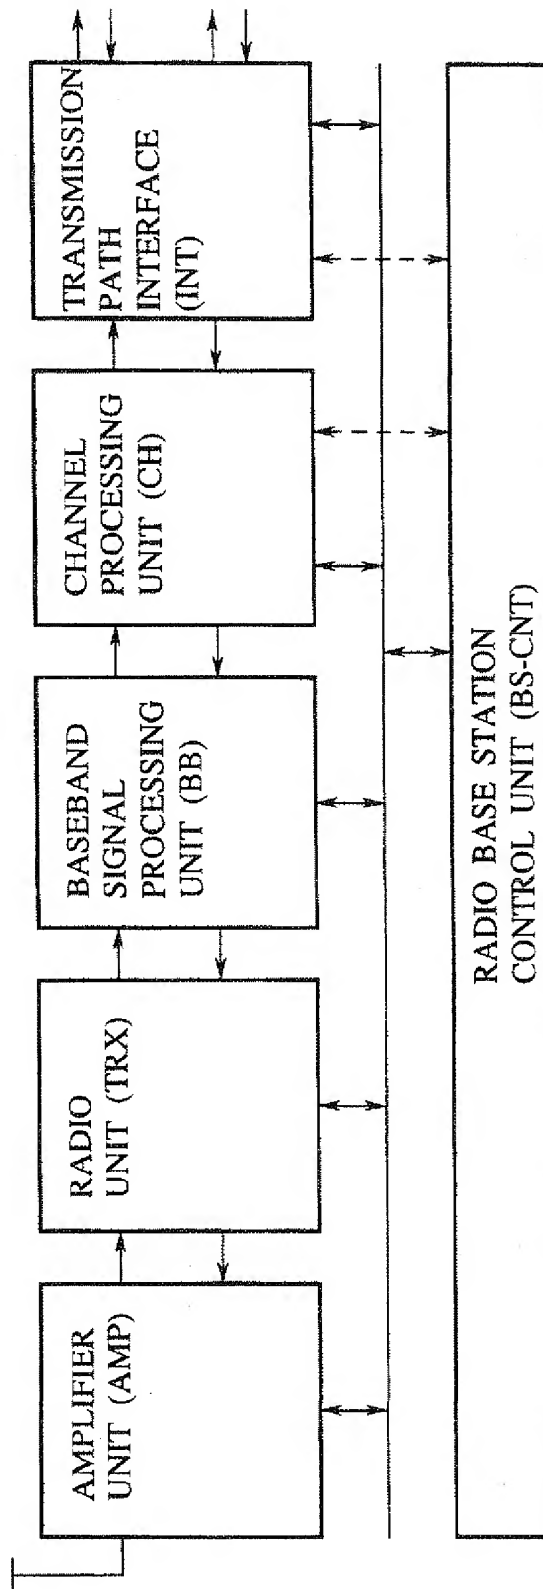 AMPLIFIER
UNIT (AMP)
RADIO
UNIT (TRX)
BASEBAND
SIGNAL
PROCESSING
UNIT (BB)
CHANNEL
PROCESSING
UNIT (CH)
TRANSMISSION
PATH
INTERFACE
(INT)
RADIO BASE STATION
CONTROL UNIT (BS-CNT)